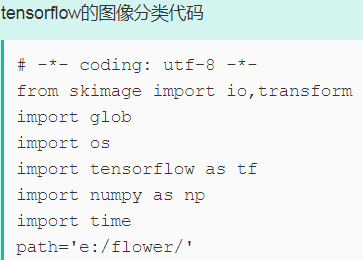 tensorflow的图像分类代码
# -*- coding: utf-8 -*-
from skimage import io,transform
import glob
import os
import tensorflow as tf
import numpy as np
import time
path='e:/flower/'